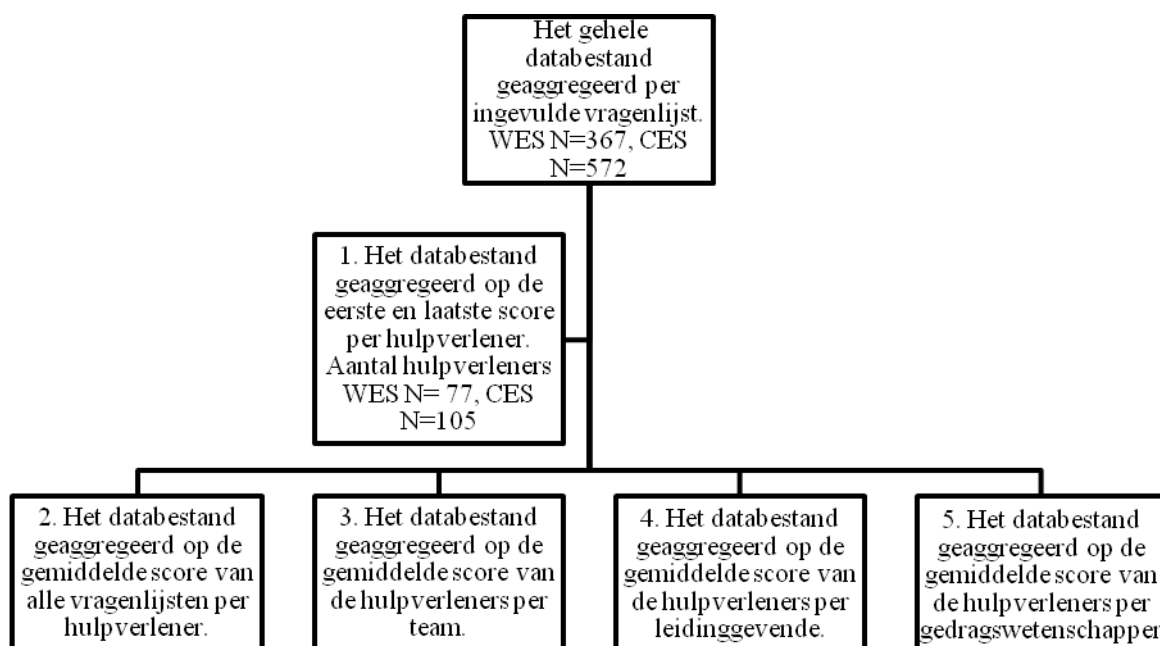 Het gehele
databestand
geaggregeerd per
ingevulde vragenlijst.
WES N=367, CES
N=572
1. Het databestand
geaggregeerd op de
eerste en laatste score
per hulpverlener.
Aantal hulpverleners
WES N= 77, CES
N=105
2. Het databestand
geaggregeerd op de
gemiddelde score van
alle vragenlijsten per
hulpverlener.
3. Het databestand
geaggregeerd op de
gemiddelde score van
de hulpverleners per
team.
4. Het databestand
geaggregeerd op de
gemiddelde score van
de hulpverleners per
leidinggevende.
5. Het databestand
geaggregeerd op de
gemiddelde score van
de hulpverleners per
gedragswetenschapper